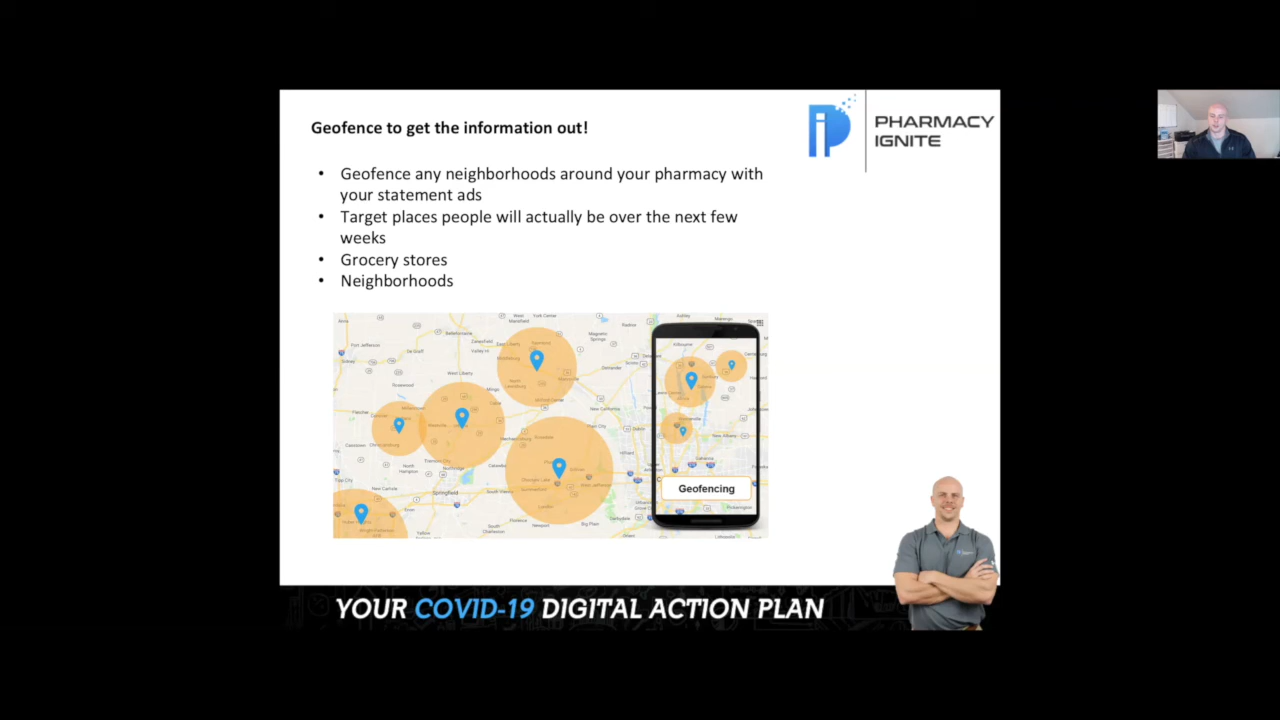 Geofence to get the information out!
PHARMACY
IGNITE
Geofence any neighborhoods around your pharmacy with
your statement ads
Target places people will actually be over the next few
weeks
Grocery stores
Neighborhoods
Springfield
Geofencing
YOUR COVID-19 DIGITAL ACTION PLAN